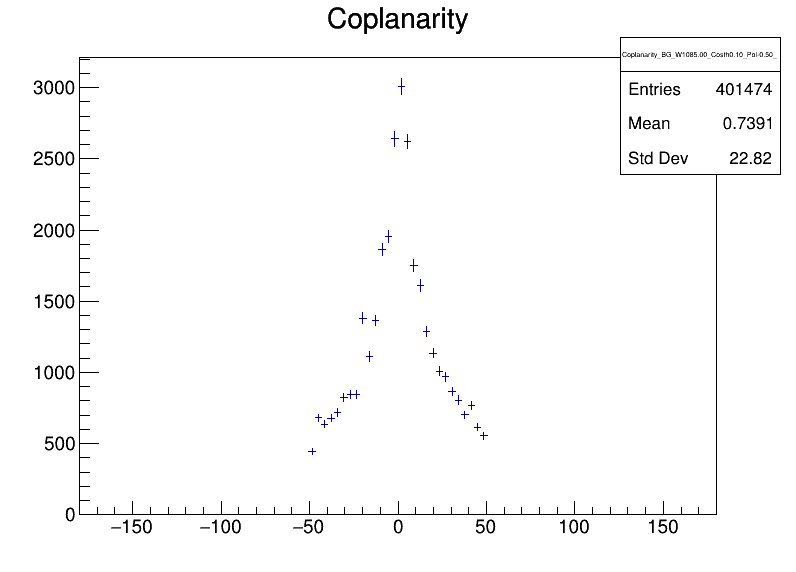 Coplanarity
Coplanarity_BG_W1085.00_Costh0.10_Pol-0.50_
Entries 401474
Mean 0.7391
Std Dev 22.82
3000
2500
2000
1500
1000
500
0
−150 −100 −50 0 50 100 150